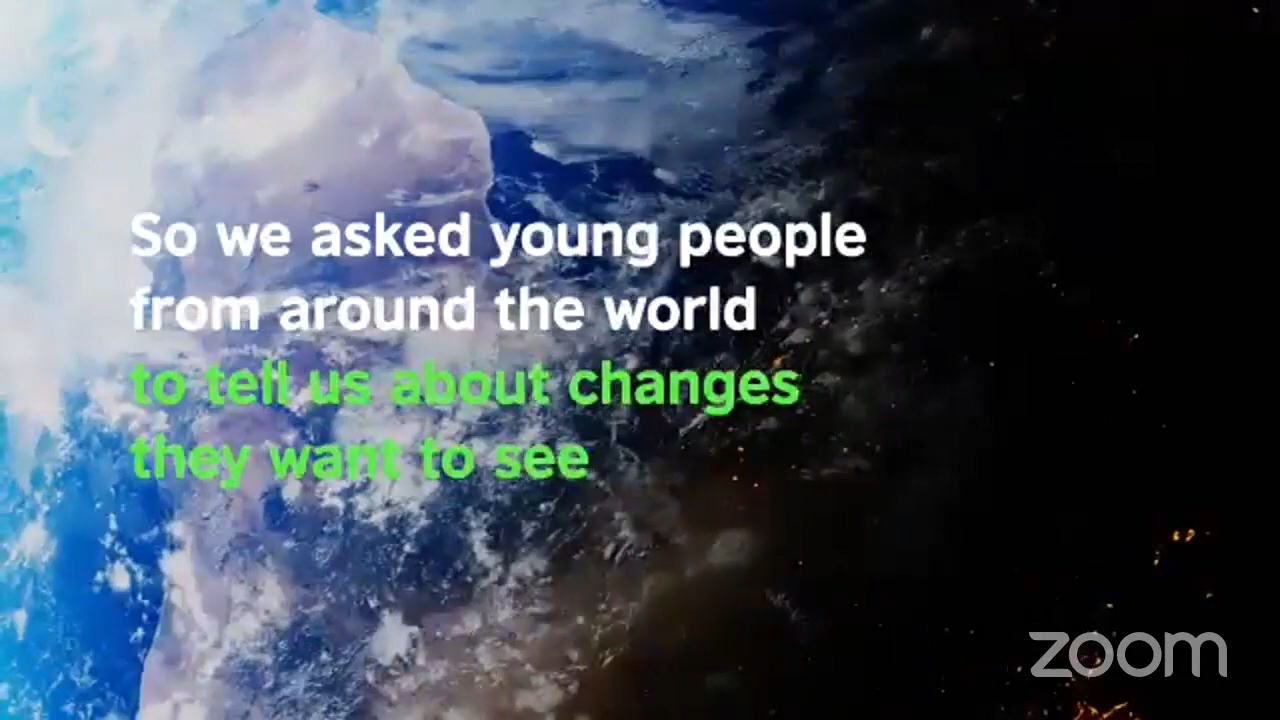 So we asked young people
from around the world
to tell us about changes
they want to see
zoom